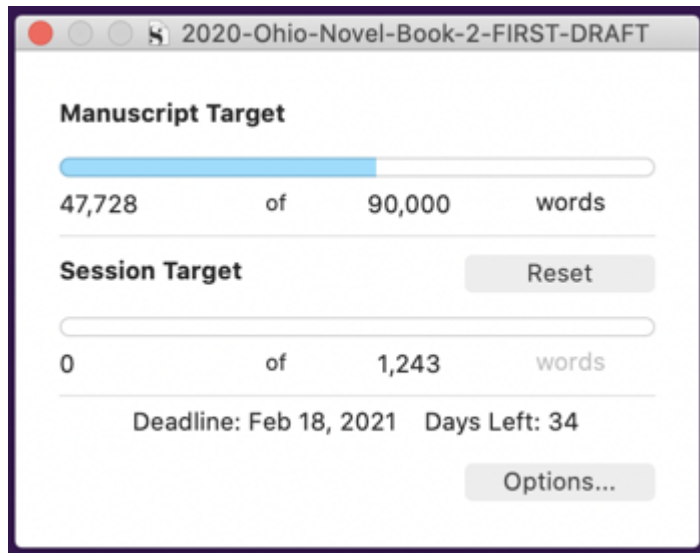 2020-Ohio-Novel-Book-2-FIRST-DRAFT
Manuscript Target
47,728 of 90,000 words
Session Target Reset
0 of 1,243 words
Deadline: Feb 18, 2021 Days Left: 34
Options...